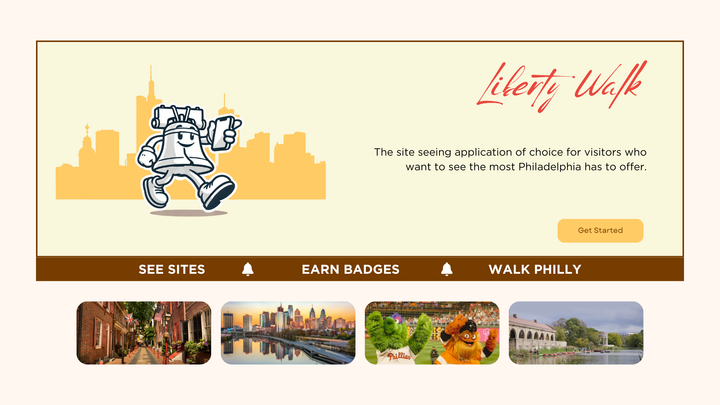 Liberty Walk
The site seeing application of choice for visitors who
want to see the most Philadelphia has to offer.
Get Started
SEE SITES EARN BADGES WALK PHILLY
Phillies